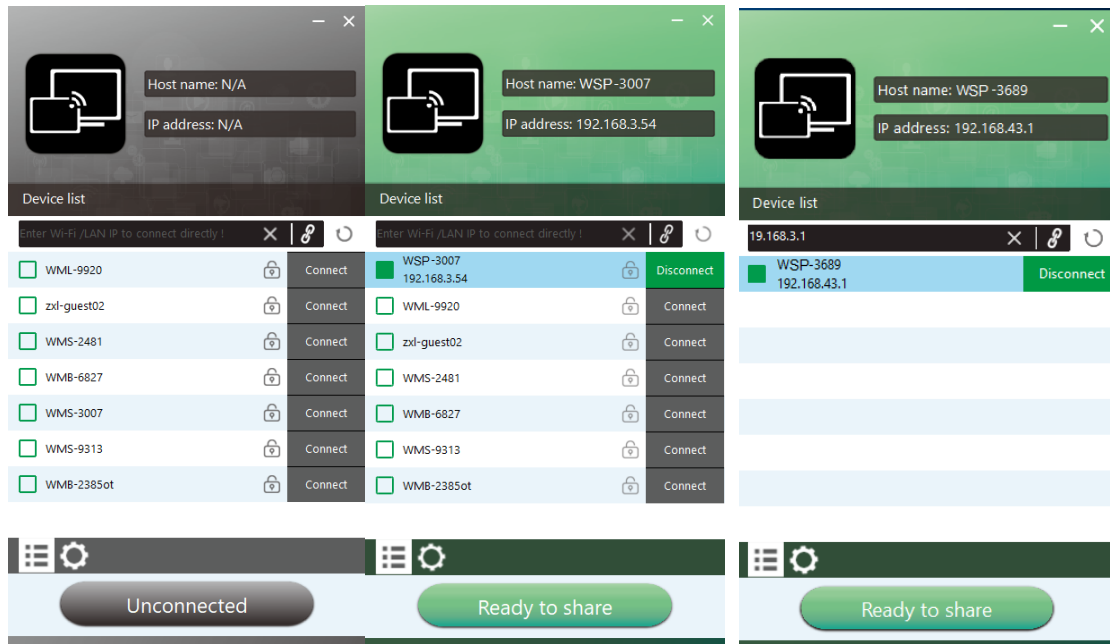 Host name: N/A
IP address: N/A
Device list
Enter Wi-Fi /LAN IP to connect directly !
WML-9920 Connect
zxl-guest02 Connect
WMS-2481 Connect
WMB-6827 Connect
WMS-3007 Connect
WMS-9313 Connect
WMB-2385ot Connect
Unconnected
Host name: WSP-3007
IP address: 192.168.3.54
Device list
Enter Wi-Fi /LAN IP to connect directly !
WSP-3007
192.168.3.54
Disconnect
WML-9920 Connect
zxl-guest02 Connect
WMS-2481 Connect
WMB-6827 Connect
WMS-9313 Connect
WMB-2385ot Connect
Ready to share
Host name: WSP -3689
IP address: 192.168.43.1
Device list
19.168.3.1
WSP-3689
192.168.43.1
Disconnect
Ready to share